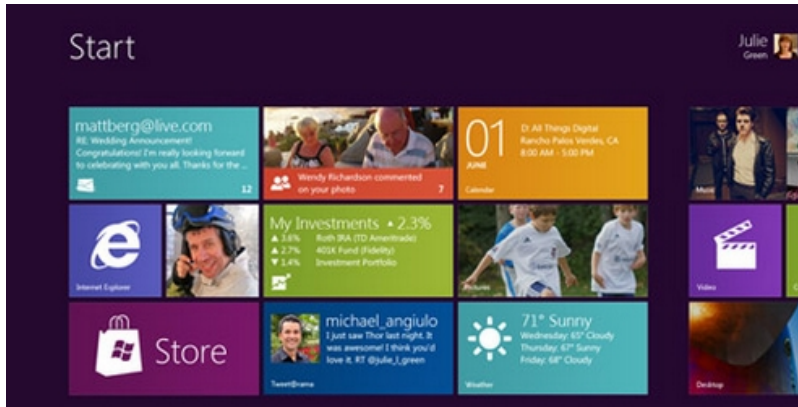 Start
Julie
Green
mattberg@live.com
RE: Wedding Announcement!
Congratulations! I'm really looking forward
to celebrating with you all. Thanks for the ...
12
Wendy Richardson commented
on your photo
7
01
JUNE
D: All Things Digital
Rancho Palos Verdes, CA
8:00 AM - 5:00 PM
Calendar
Music
Internet Explorer
My Investments ▲ 2.3%
▲ 3.6% Roth IRA (TD Ameritrade)
▲ 2.7% 401K Fund (Fidelity)
▼ 1.4% Investment Portfolio
Pictures
Video
Store
michael_angiulo
I just saw Thor last night. It
was awesome! I think you'd
love it. RT @julie_l_green
Tweet@rama
71° Sunny
Wednesday: 65° Cloudy
Thursday: 67° Sunny
Friday: 68° Cloudy
Weather
Desktop